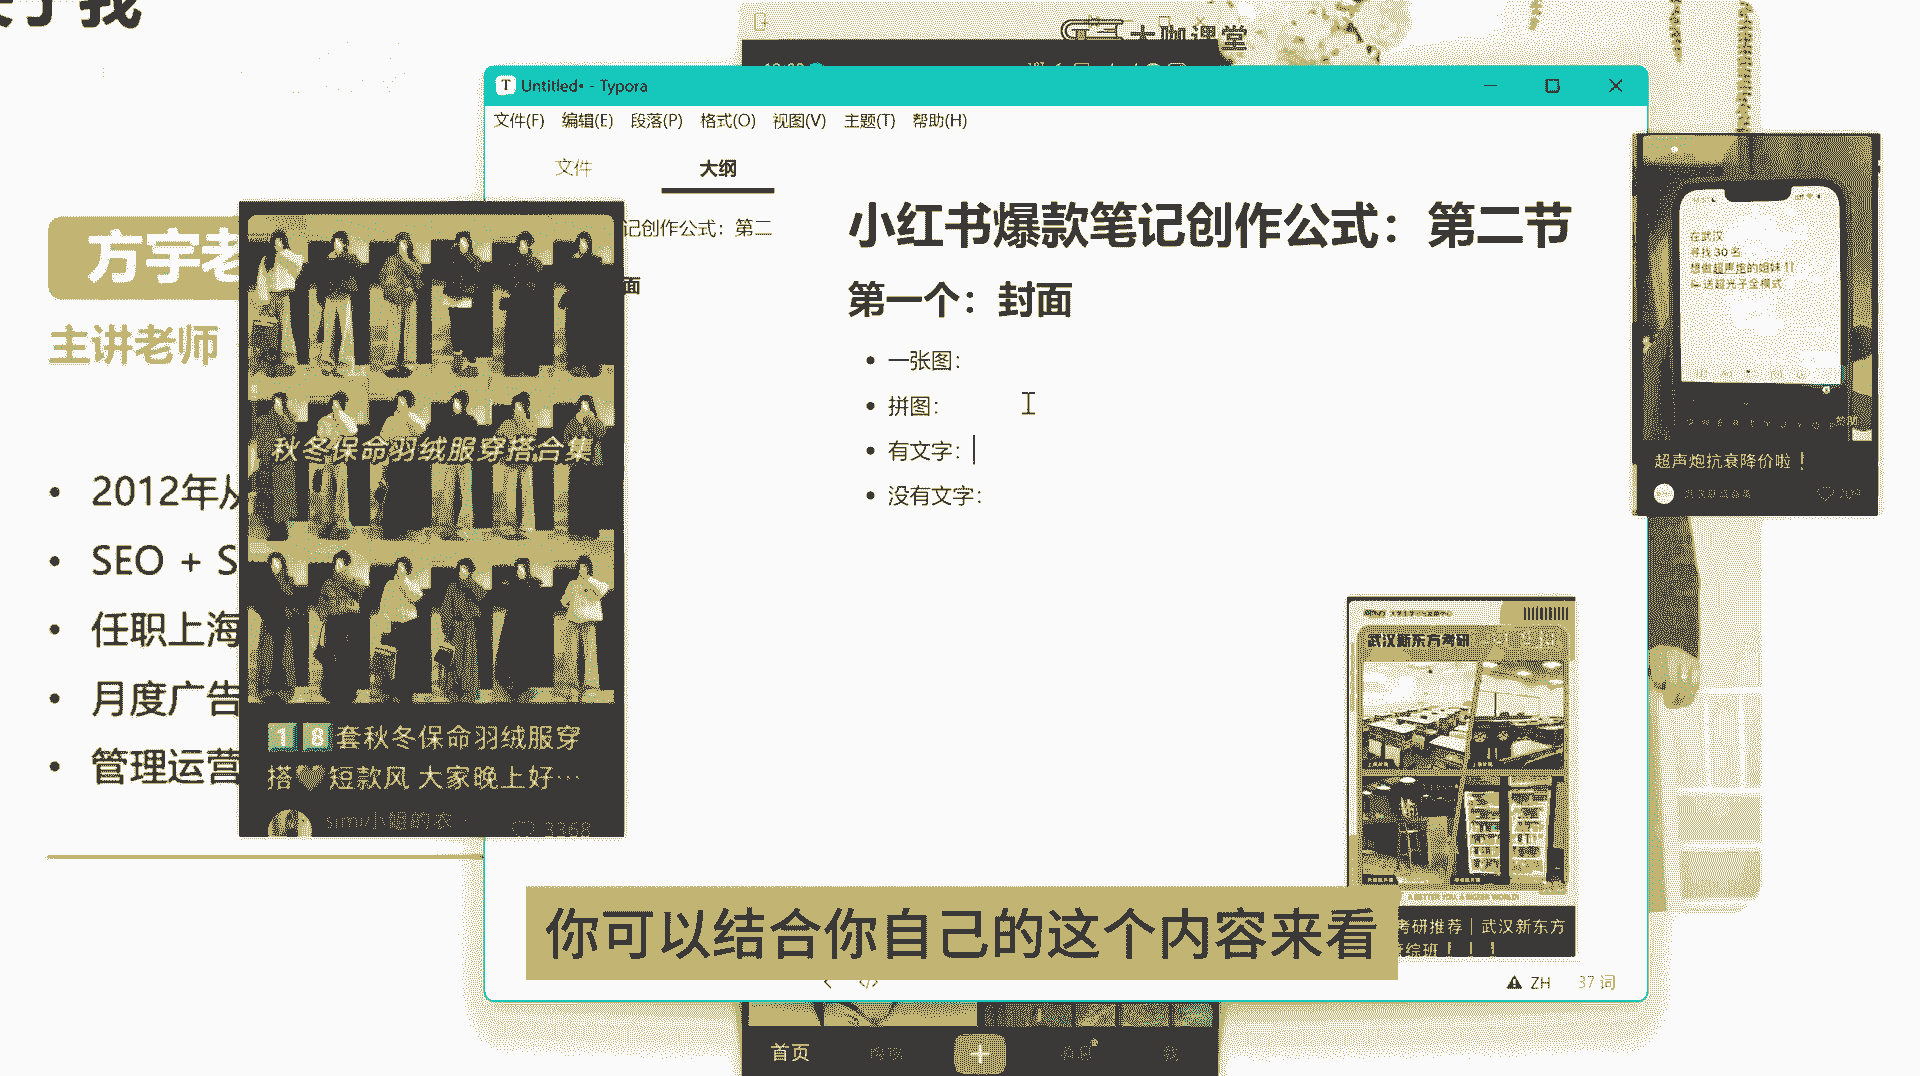 关于我
大咖课堂
Untitled• - Typora
文件(F) 编辑(E) 段落(P) 格式(O) 视图(V) 主题(T) 帮助(H)
文件
大纲
记创作公式：第二
面
小红书爆款笔记创作公式：第二节
第一个：封面
• 一张图：
• 拼图：
• 有文字：
• 没有文字：
方宇老
主讲老师
• 2012年从
• SEO + S
• 任职上海
• 月度广告
• 管理运营
秋冬保命羽绒服穿搭合集
1 8 套秋冬保命羽绒服穿
搭🖤短款风 大家晚上好…
simi小姐的衣
3368
在武汉
寻找 30 名
想做超声炮的姐妹！！
送超光子全模式
超声炮抗衰降价啦！
武汉新东方考研
考研推荐｜武汉新东方
综班！！！
你可以结合你自己的这个内容来看
ZH
37 词
首页